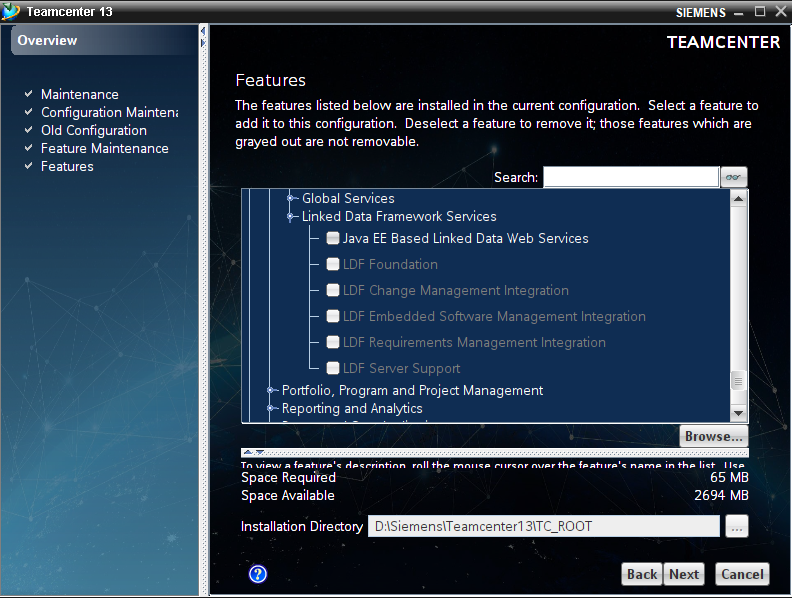 Teamcenter 13
SIEMENS
Overview
Maintenance
Configuration Maintena
Old Configuration
Feature Maintenance
Features
TEAMCENTER
Features
The features listed below are installed in the current configuration. Select a feature to
add it to this configuration. Deselect a feature to remove it; those features which are
grayed out are not removable.
Search:
Global Services
Linked Data Framework Services
Java EE Based Linked Data Web Services
LDF Foundation
LDF Change Management Integration
LDF Embedded Software Management Integration
LDF Requirements Management Integration
LDF Server Support
Portfolio, Program and Project Management
Reporting and Analytics
Browse...
To view a feature's description, roll the mouse cursor over the feature's name in the list. Use
Space Required 65 MB
Space Available 2694 MB
Installation Directory D:\Siemens\Teamcenter13\TC_ROOT ...
? Back Next Cancel